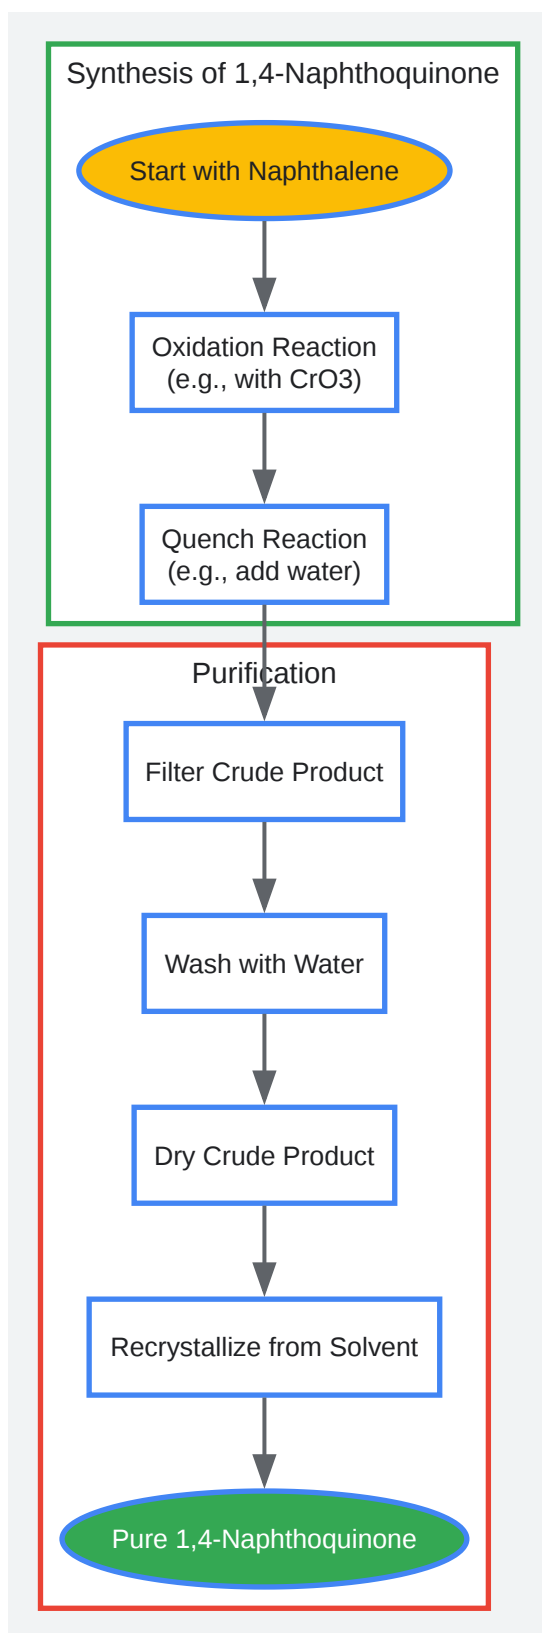 Synthesis of 1,4-Naphthoquinone
Start with Naphthalene
Oxidation Reaction
(e.g., with CrO3)
Quench Reaction
(e.g., add water)
Purification
Filter Crude Product
Wash with Water
Dry Crude Product
Recrystallize from Solvent
Pure 1,4-Naphthoquinone